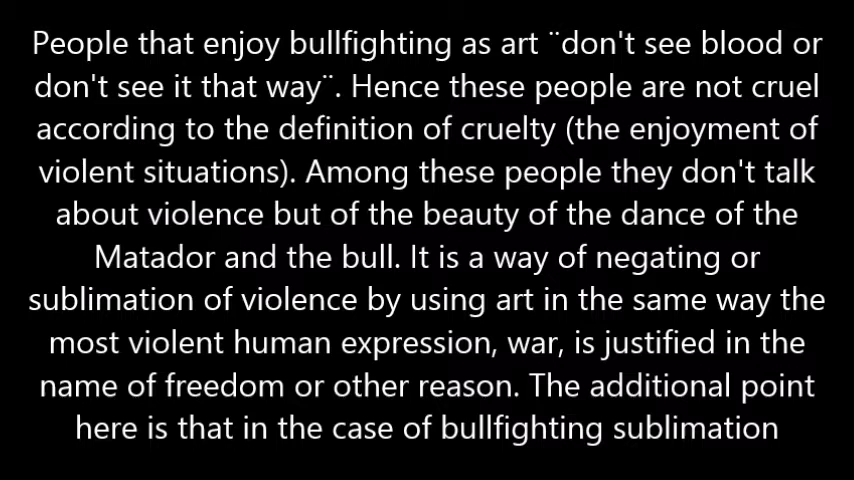 People that enjoy bullfighting as art ¨don't see blood or
don't see it that way¨. Hence these people are not cruel
according to the definition of cruelty (the enjoyment of
violent situations). Among these people they don't talk
about violence but of the beauty of the dance of the
Matador and the bull. It is a way of negating or
sublimation of violence by using art in the same way the
most violent human expression, war, is justified in the
name of freedom or other reason. The additional point
here is that in the case of bullfighting sublimation